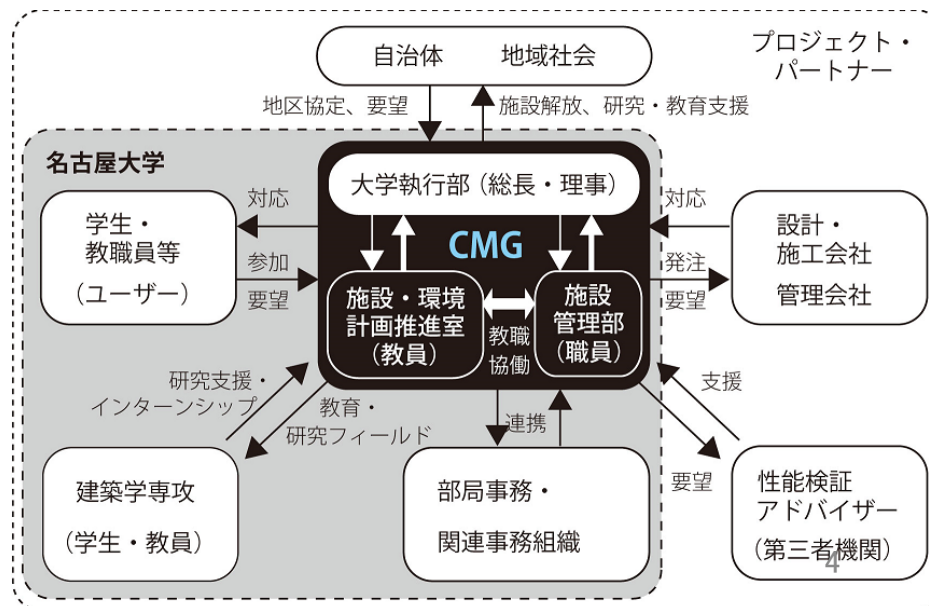 プロジェクト・
パートナー
自治体 地域社会
地区協定、要望
施設解放、研究・教育支援
名古屋大学
大学執行部（総長・理事）
CMG
学生・
教職員等
（ユーザー）
対応
参加
要望
施設・環境
計画推進室
（教員）
教職
協働
施設
管理部
（職員）
対応
発注
要望
設計・
施工会社
管理会社
研究支援・
インターンシップ
教育・
研究フィールド
連携
支援
要望
建築学専攻
（学生・教員）
部局事務・
関連事務組織
性能検証
アドバイザー
（第三者機関）
4